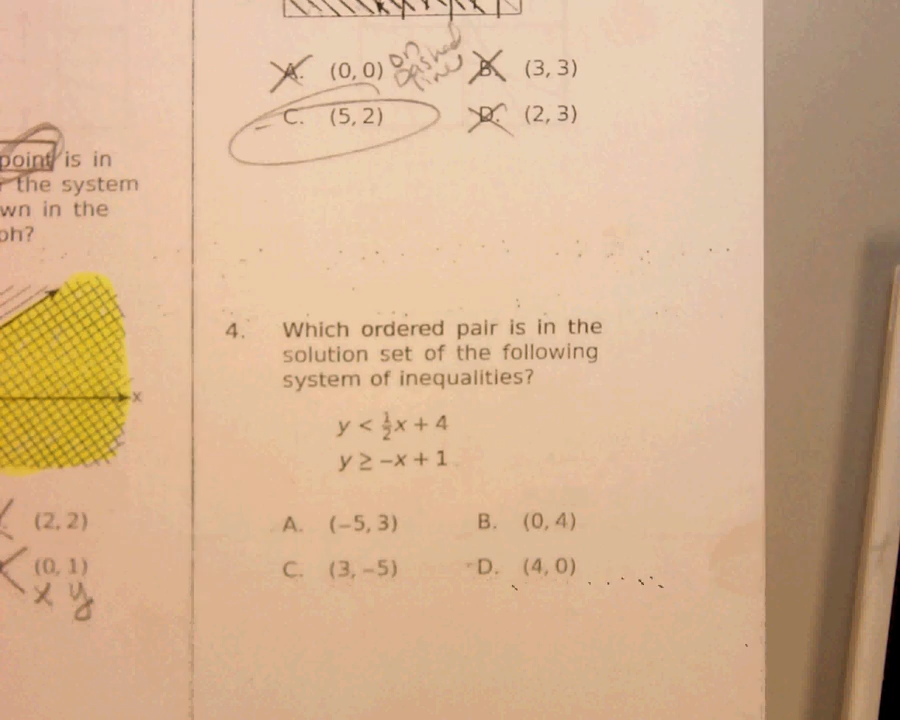 A. (0, 0) on dashed line B. (3, 3)
C. (5, 2) D. (2, 3)
point is in
the system
wn in the
ph?
x
(2, 2)
(0, 1)
x y
4. Which ordered pair is in the
solution set of the following
system of inequalities?
y < ½x + 4
y ≥ −x + 1
A. (−5, 3) B. (0, 4)
C. (3, −5) D. (4, 0)